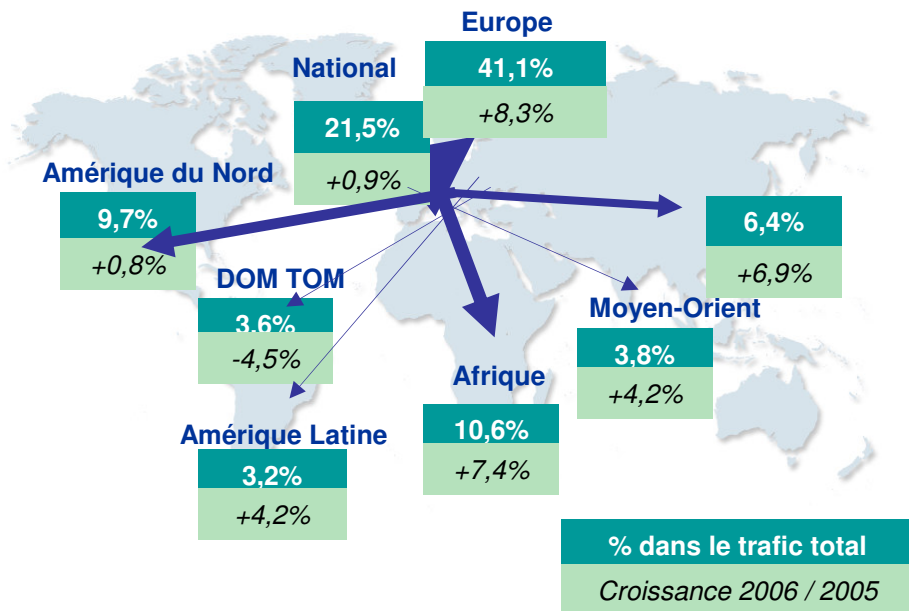 Europe
41,1%
+8,3%
National
21,5%
+0,9%
Amérique du Nord
9,7%
+0,8%
6,4%
+6,9%
DOM TOM
3,6%
-4,5%
Moyen-Orient
3,8%
+4,2%
Afrique
10,6%
+7,4%
Amérique Latine
3,2%
+4,2%
% dans le trafic total
Croissance 2006 / 2005